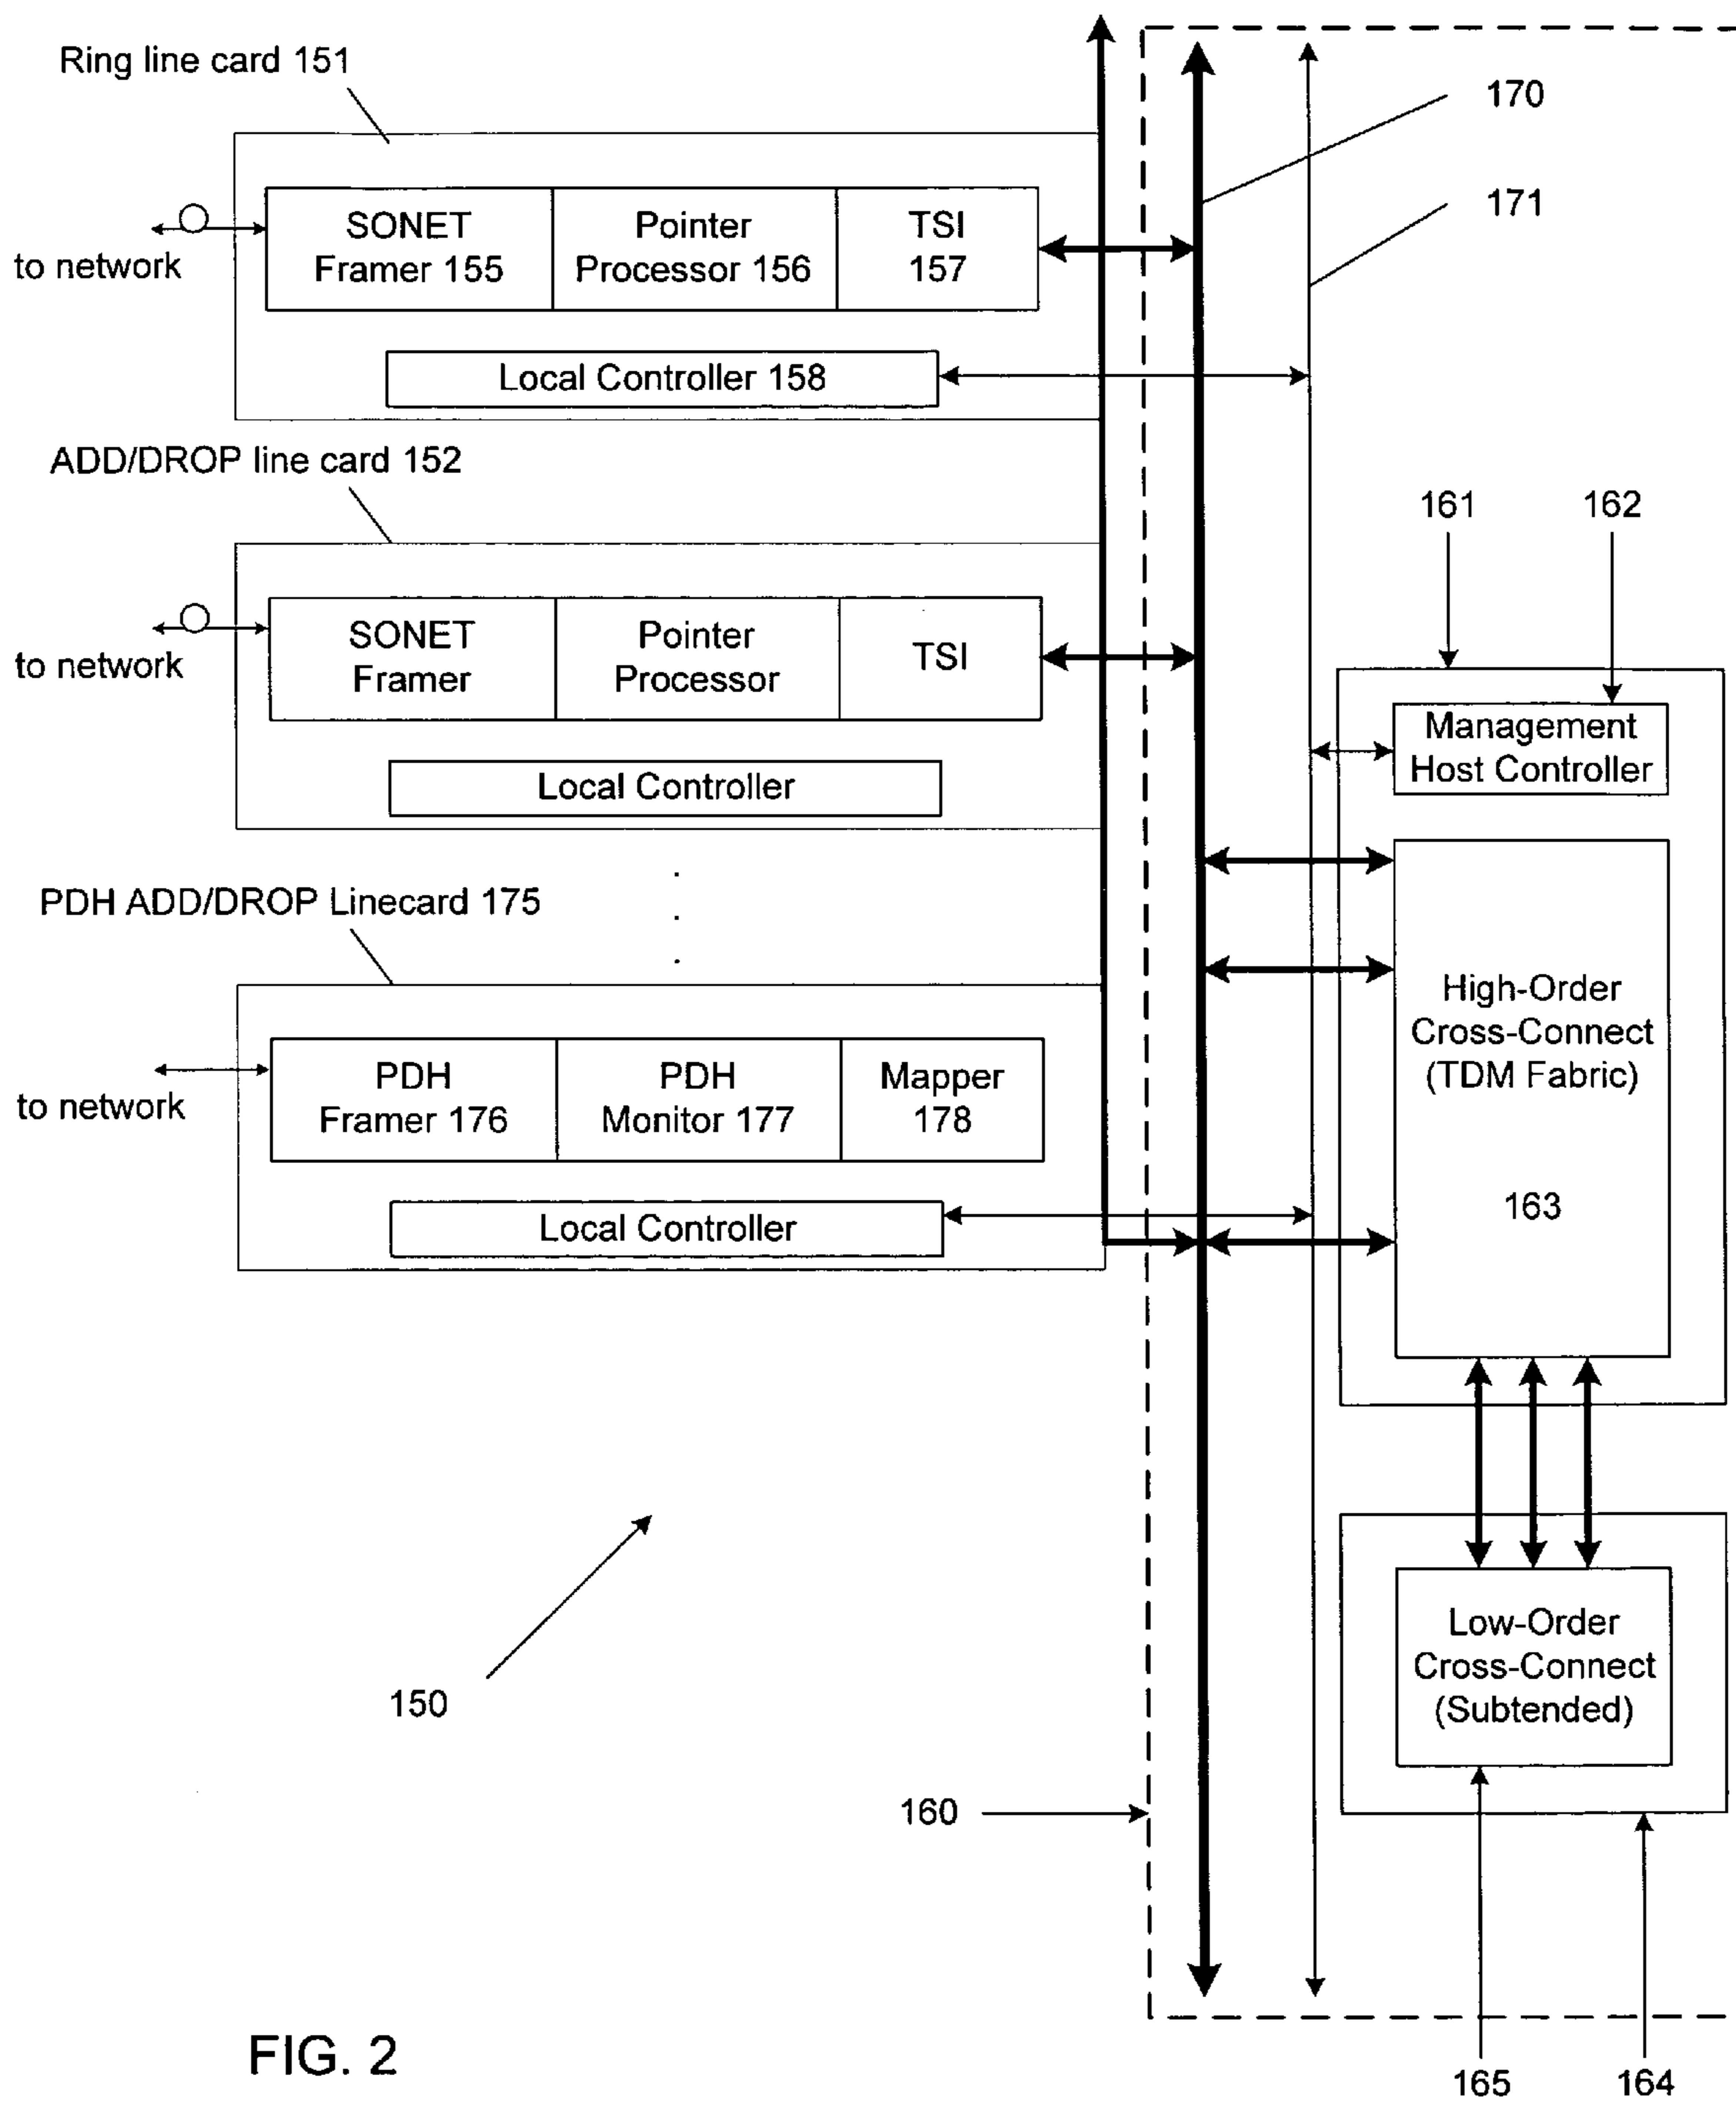 Ring line card 151
170
171
to network
SONET
Framer 155
Pointer
Processor 156
TSI
157
Local Controller 158
ADD/DROP line card 152
161
162
to network
SONET
Framer
Pointer
Processor
TSI
Local Controller
Management
Host Controller
PDH ADD/DROP Linecard 175
to network
PDH
Framer 176
PDH
Monitor 177
Mapper
178
Local Controller
High-Order
Cross-Connect
(TDM Fabric)
163
150
160
Low-Order
Cross-Connect
(Subtended)
165
164
FIG. 2